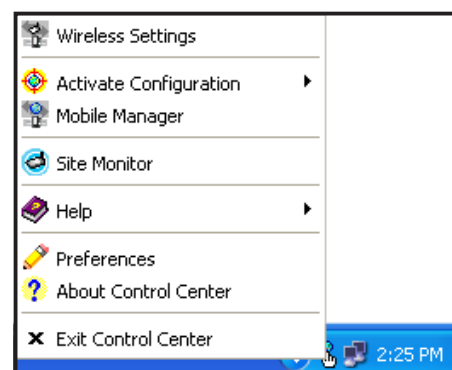 Wireless Settings
Activate Configuration
Mobile Manager
Site Monitor
Help
Preferences
About Control Center
Exit Control Center
2:25 PM